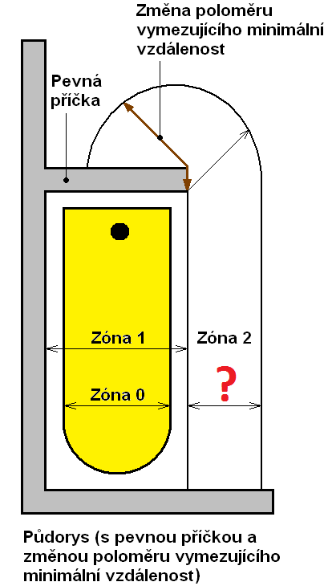 Změna poloměru
vymezujícího minimální
vzdálenost
Pevná
příčka
Zóna 1
Zóna 2
?
Zóna 0
Půdorys (s pevnou příčkou a
změnou poloměru vymezujícího
minimální vzdálenost)